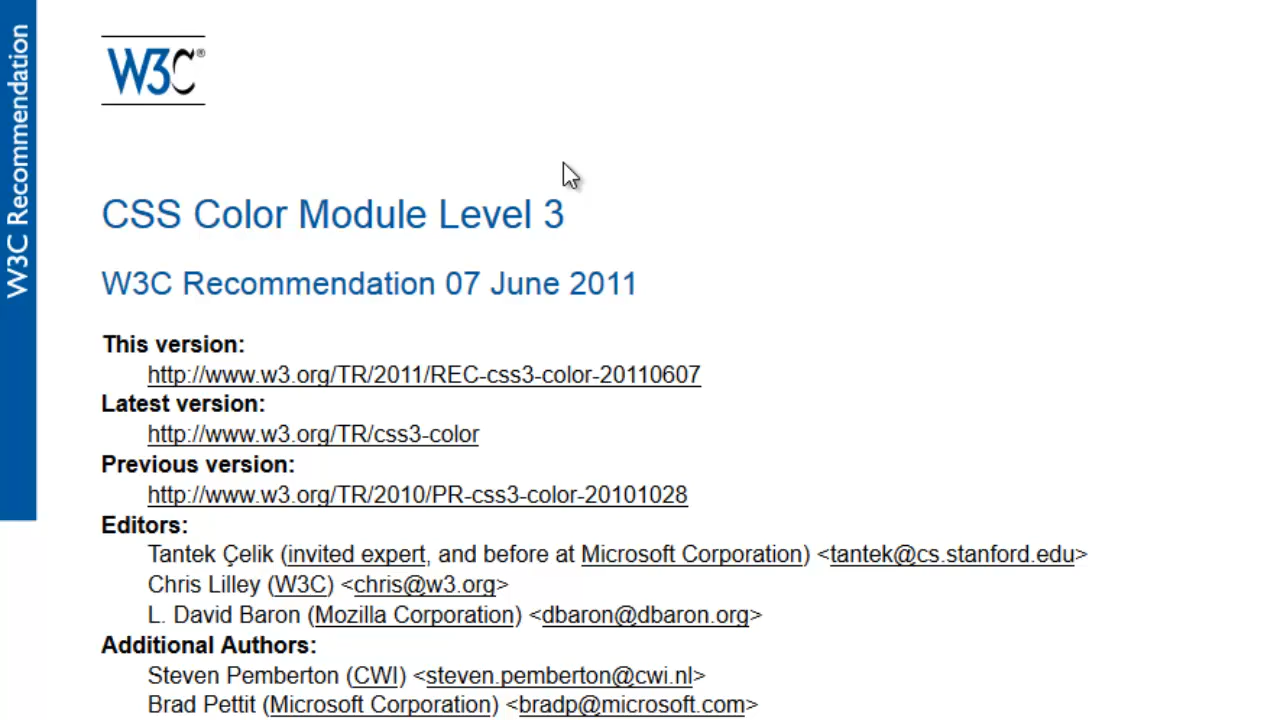 W3C Recommendation
W3C®
CSS Color Module Level 3
W3C Recommendation 07 June 2011
This version:
http://www.w3.org/TR/2011/REC-css3-color-20110607
Latest version:
http://www.w3.org/TR/css3-color
Previous version:
http://www.w3.org/TR/2010/PR-css3-color-20101028
Editors:
Tantek Çelik (invited expert, and before at Microsoft Corporation) <tantek@cs.stanford.edu>
Chris Lilley (W3C) <chris@w3.org>
L. David Baron (Mozilla Corporation) <dbaron@dbaron.org>
Additional Authors:
Steven Pemberton (CWI) <steven.pemberton@cwi.nl>
Brad Pettit (Microsoft Corporation) <bradp@microsoft.com>